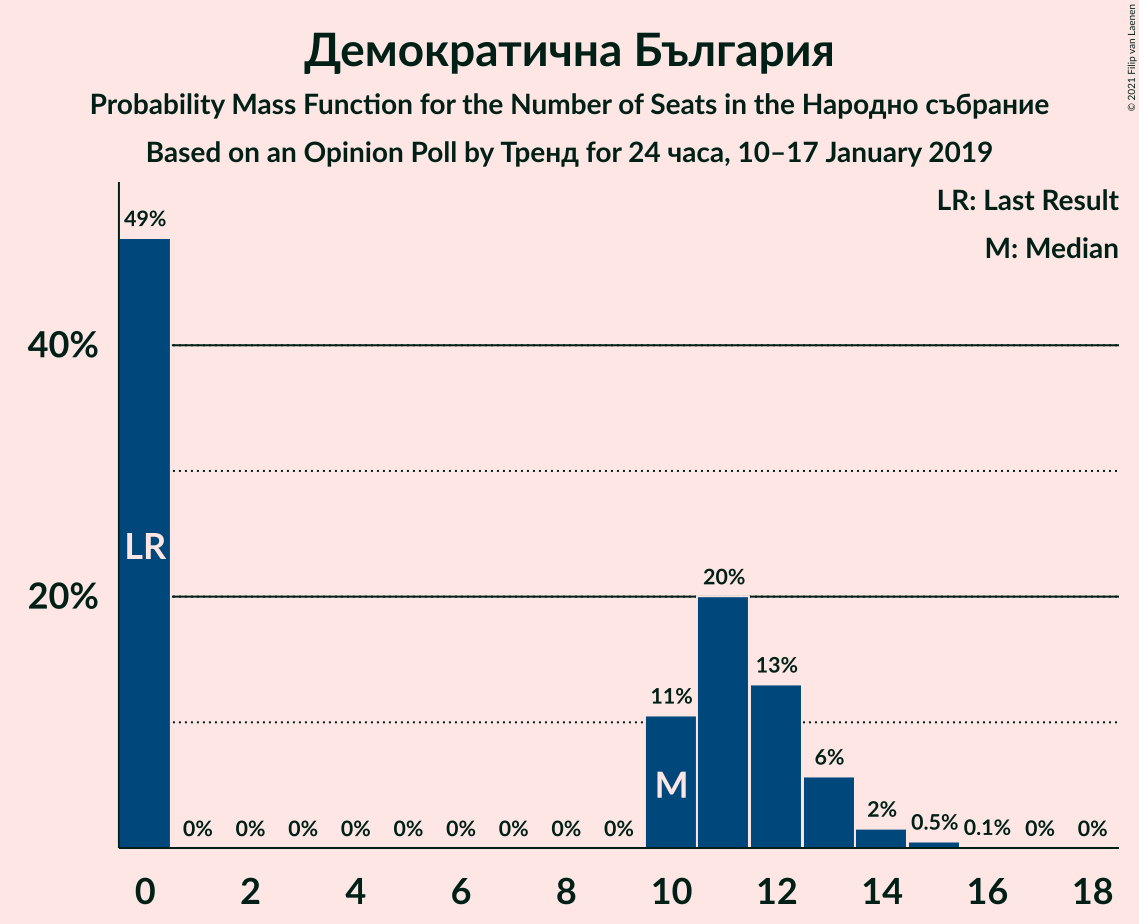 Демократична България
Probability Mass Function for the Number of Seats in the Народно събрание
Based on an Opinion Poll by Тренд for 24 часа, 10–17 January 2019
© 2021 Filip van Laenen
LR: Last Result
M: Median
49%
40%
LR
20%
20%
13%
11%
M
6%
2%
0.5%
0.1%
0% 0% 0% 0% 0% 0% 0% 0% 0% 0% 0%
0 2 4 6 8 10 12 14 16 18